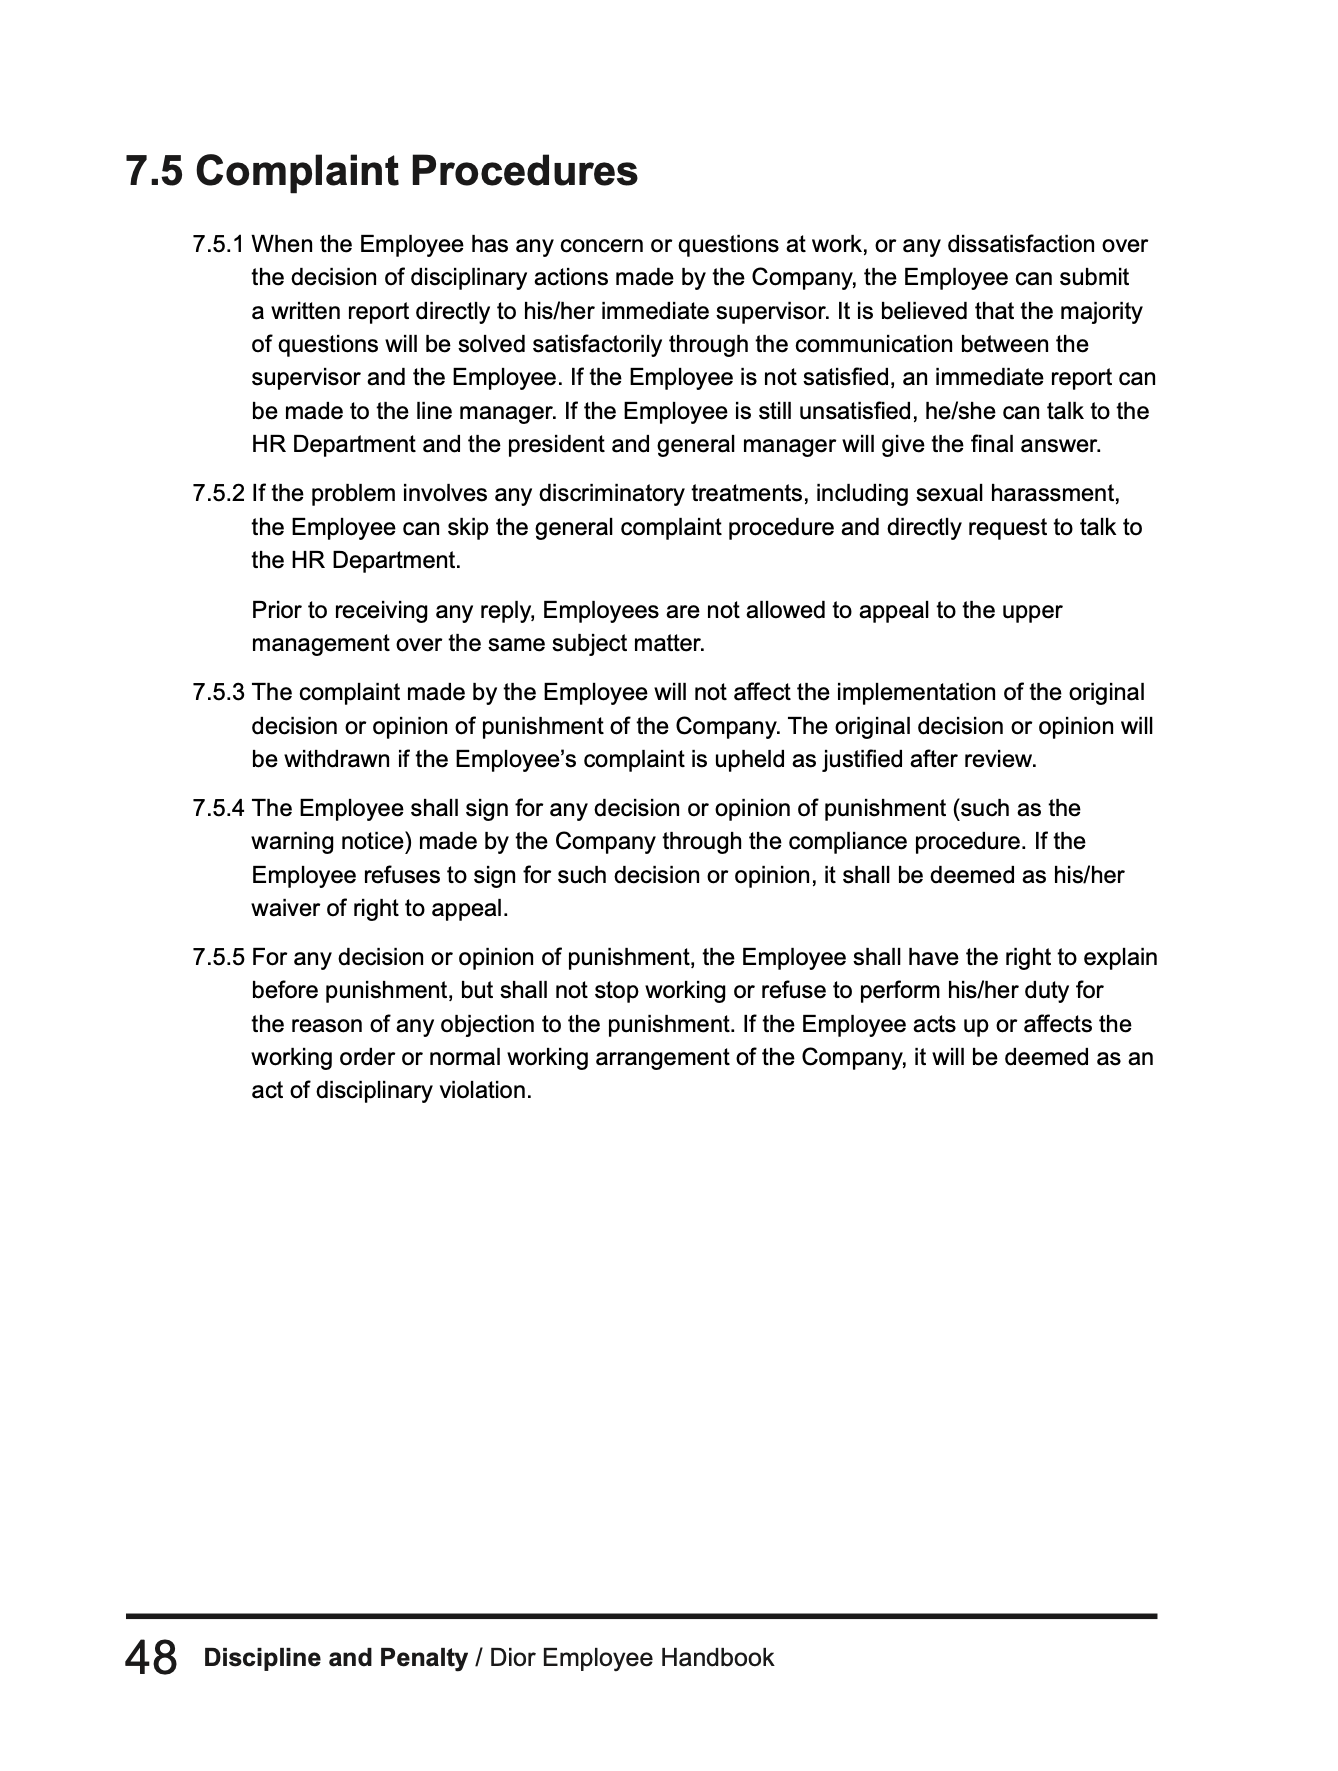 7.5 Complaint Procedures
7.5.1 When the Employee has any concern or questions at work, or any dissatisfaction over
the decision of disciplinary actions made by the Company, the Employee can submit
a written report directly to his/her immediate supervisor. It is believed that the majority
of questions will be solved satisfactorily through the communication between the
supervisor and the Employee. If the Employee is not satisfied, an immediate report can
be made to the line manager. If the Employee is still unsatisfied, he/she can talk to the
HR Department and the president and general manager will give the final answer.
7.5.2 If the problem involves any discriminatory treatments, including sexual harassment,
the Employee can skip the general complaint procedure and directly request to talk to
the HR Department.
Prior to receiving any reply, Employees are not allowed to appeal to the upper
management over the same subject matter.
7.5.3 The complaint made by the Employee will not affect the implementation of the original
decision or opinion of punishment of the Company. The original decision or opinion will
be withdrawn if the Employee’s complaint is upheld as justified after review.
7.5.4 The Employee shall sign for any decision or opinion of punishment (such as the
warning notice) made by the Company through the compliance procedure. If the
Employee refuses to sign for such decision or opinion, it shall be deemed as his/her
waiver of right to appeal.
7.5.5 For any decision or opinion of punishment, the Employee shall have the right to explain
before punishment, but shall not stop working or refuse to perform his/her duty for
the reason of any objection to the punishment. If the Employee acts up or affects the
working order or normal working arrangement of the Company, it will be deemed as an
act of disciplinary violation.
48 Discipline and Penalty / Dior Employee Handbook